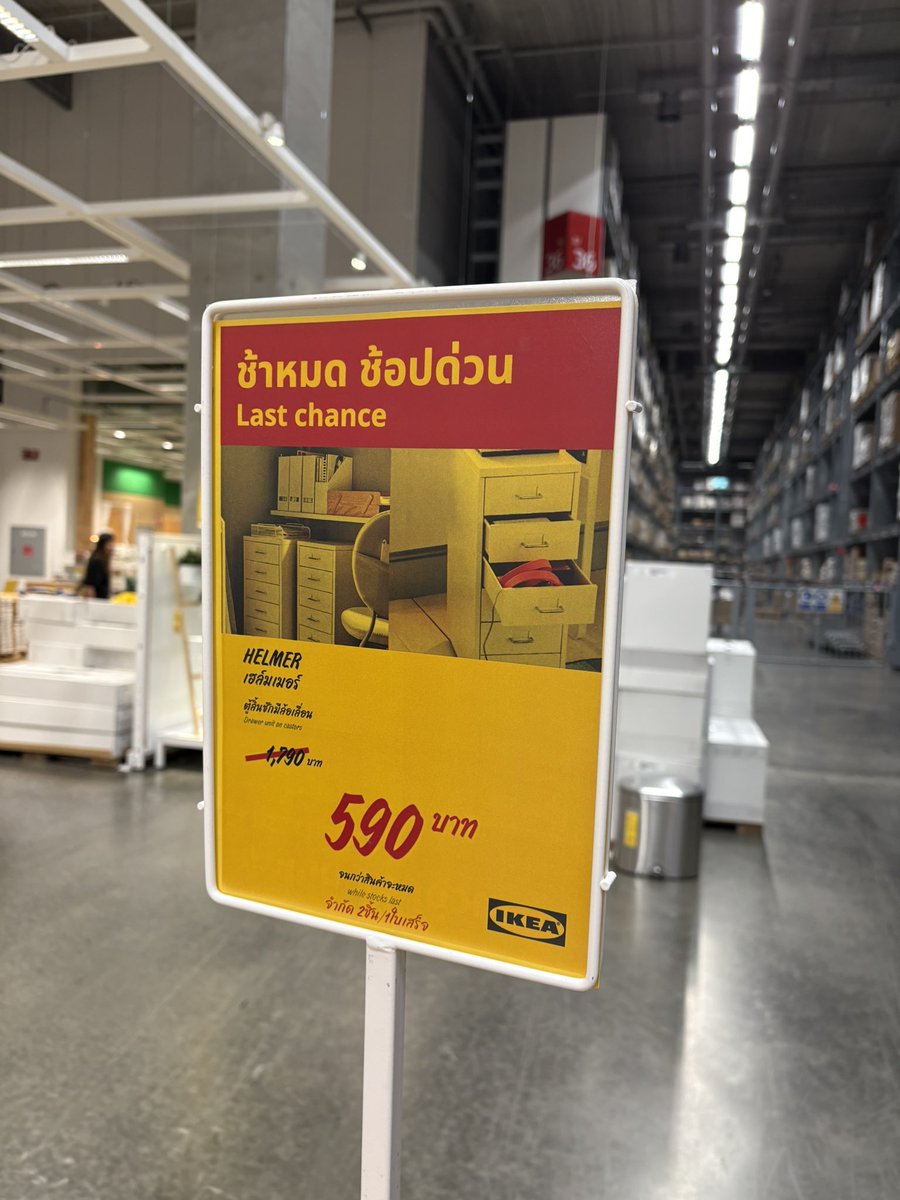 ช้าหมด ช้อปด่วน
Last chance
HELMER
เฮล์มเมอร์
ตู้ลิ้นชักมีล้อเลื่อน
Drawer unit on castors
1,790 บาท
590 บาท
จนกว่าสินค้าจะหมด
while stocks last
จำกัด 2ชิ้น/1ใบเสร็จ
IKEA
36